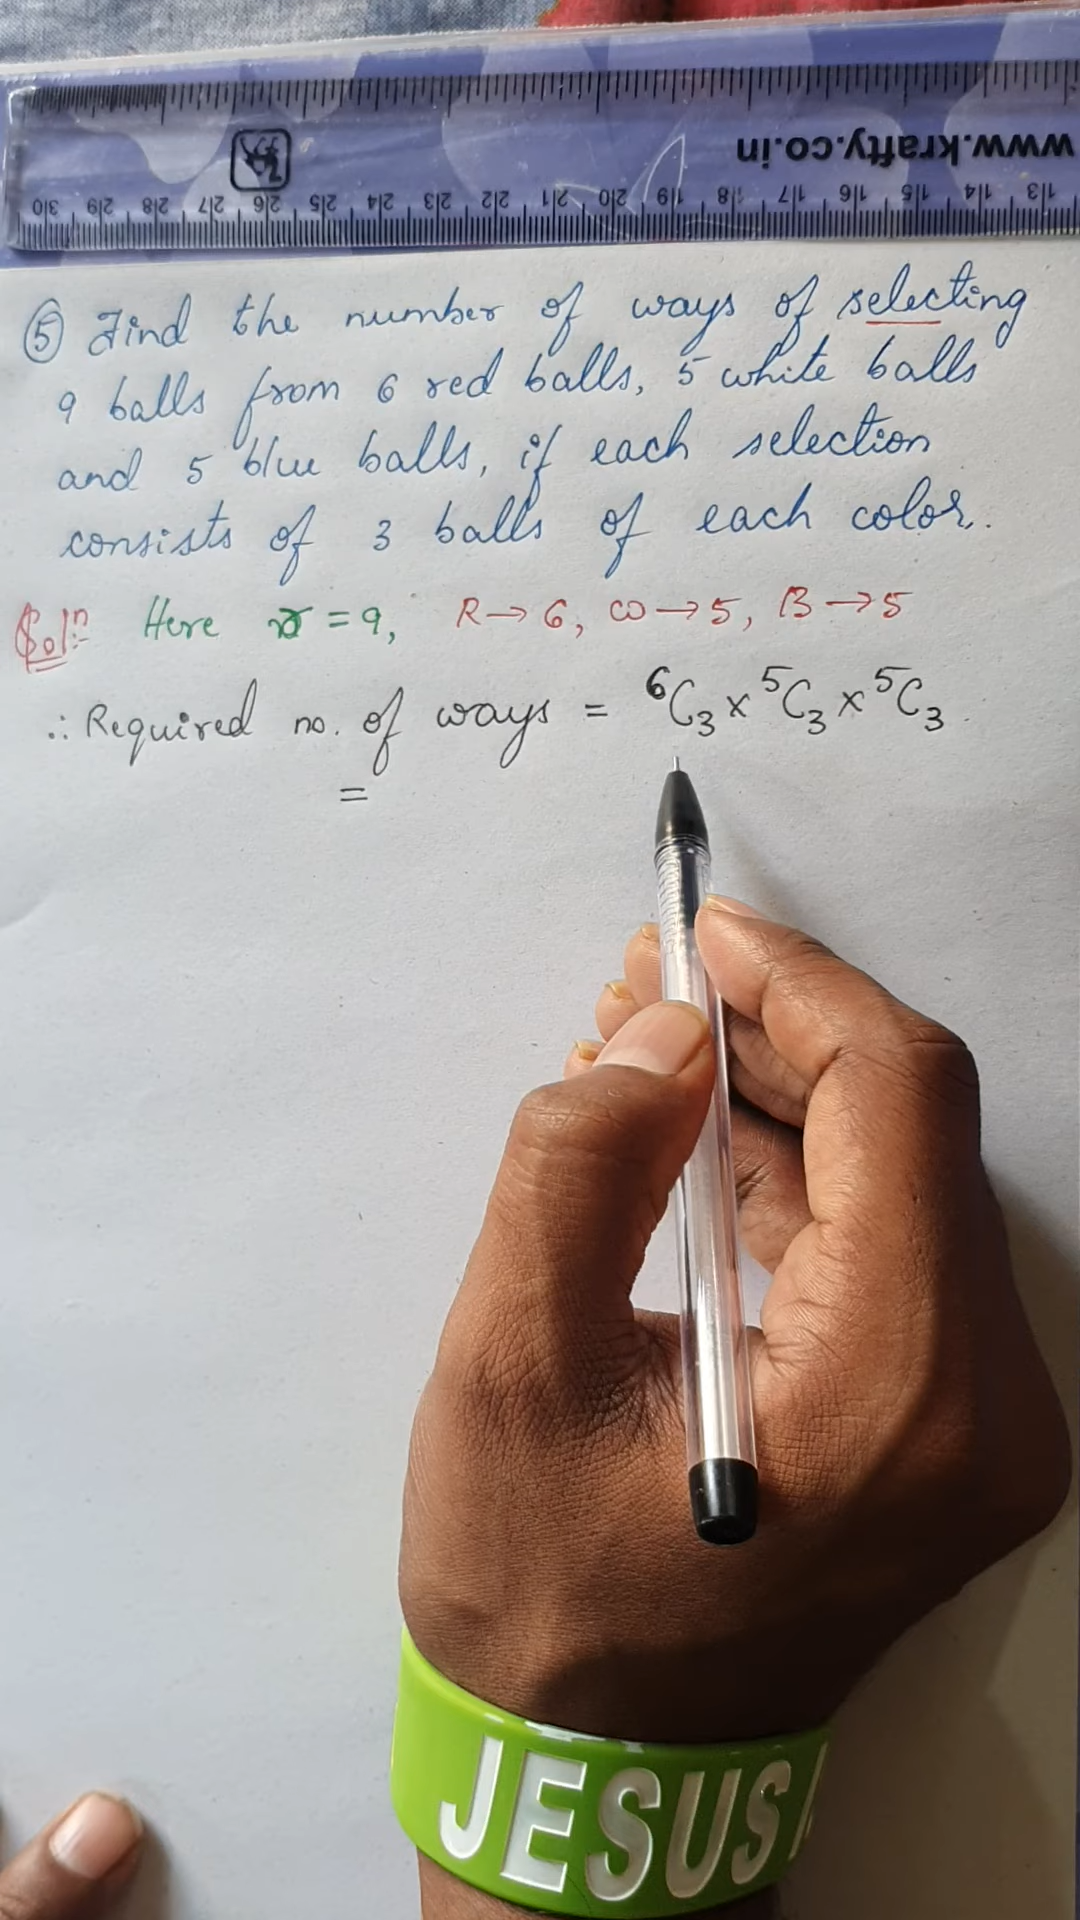 www.krafty.co.in
30 29 28 27 26 25 24 23 22 21 20 19 18 17 16 15 14 13
⑤ Find the number of ways of selecting
9 balls from 6 red balls, 5 white balls
and 5 blue balls, if each selection
consists of 3 balls of each color.
Solⁿ:- Here r = 9, R → 6, W → 5, B → 5
∴ Required no. of ways = ⁶C₃ x ⁵C₃ x ⁵C₃.
=
JESUS